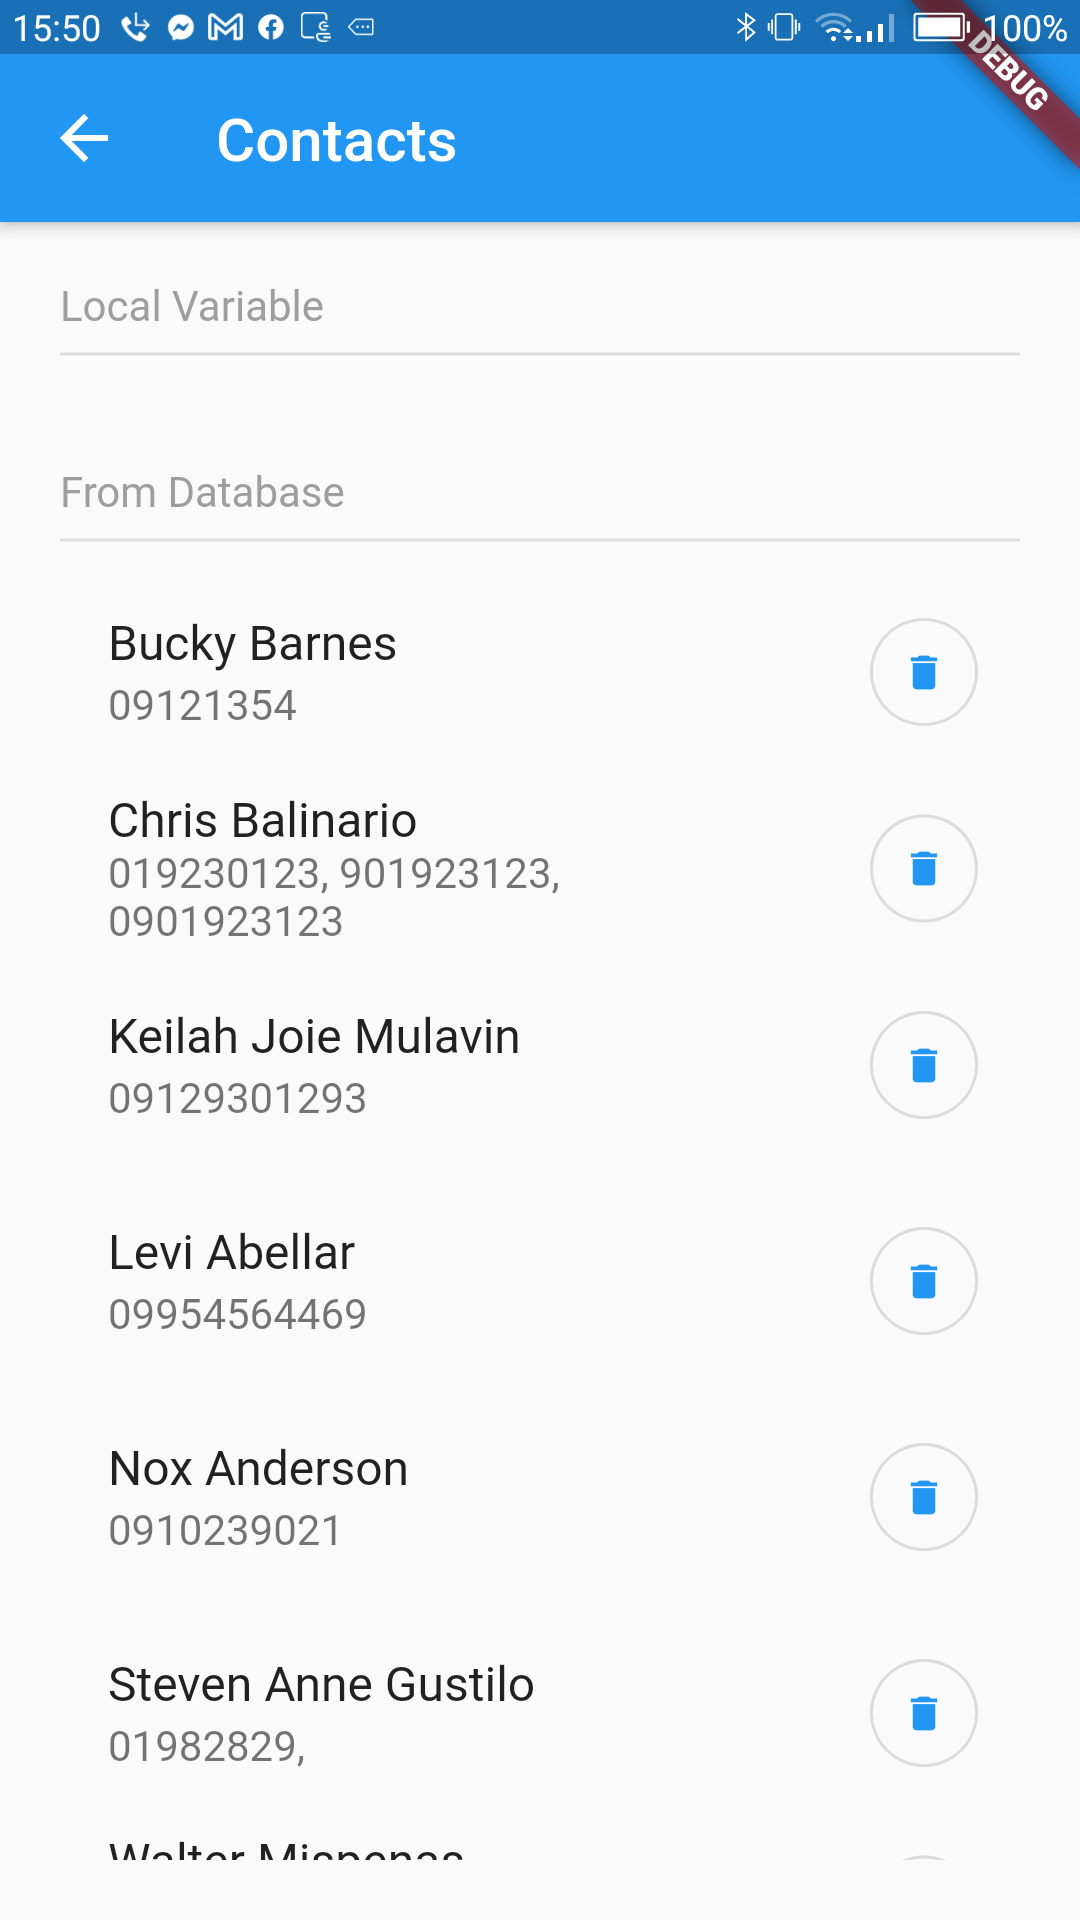 15:50
100%
DEBUG
Contacts
Local Variable
From Database
Bucky Barnes
09121354
Chris Balinario
019230123, 901923123,
0901923123
Keilah Joie Mulavin
09129301293
Levi Abellar
09954564469
Nox Anderson
0910239021
Steven Anne Gustilo
01982829,
Walter